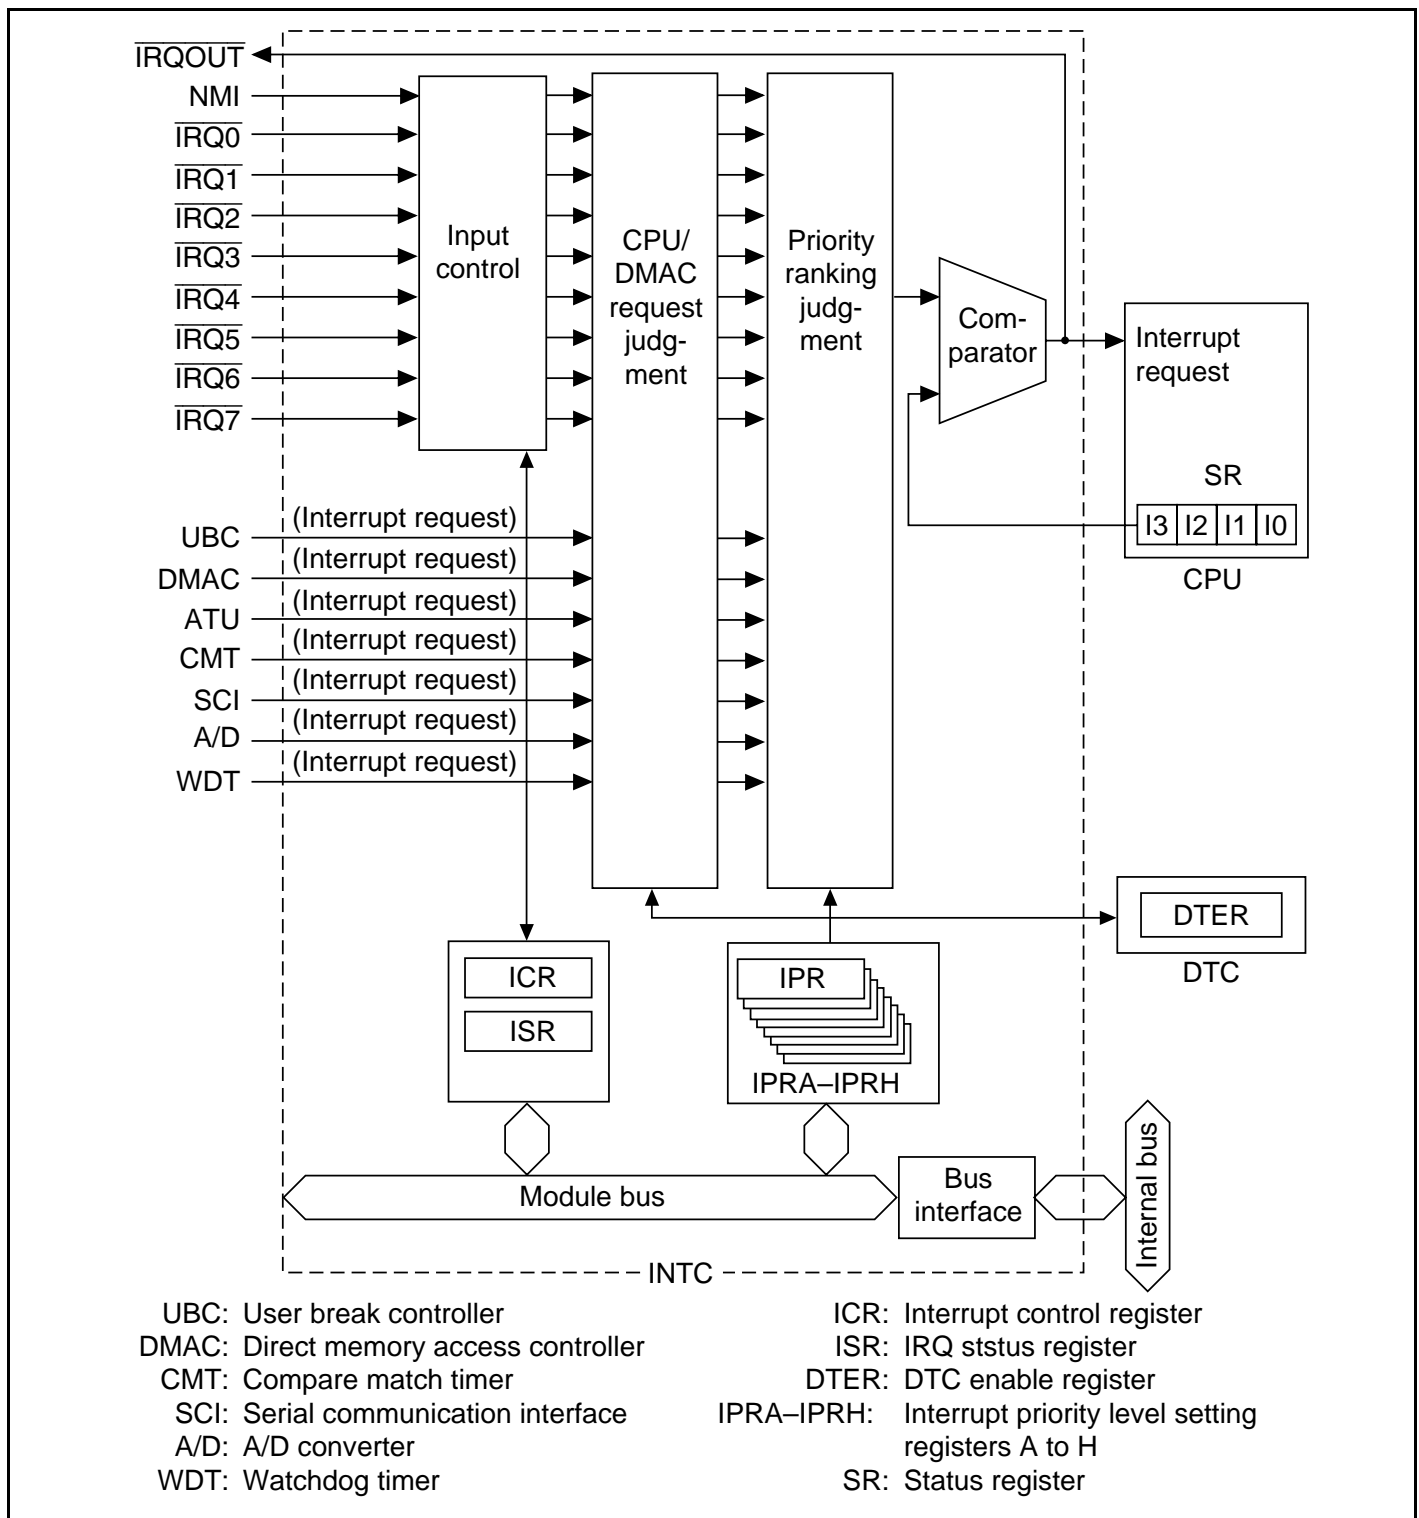 IRQOUT
NMI
IRQ0
IRQ1
IRQ2
IRQ3
IRQ4
IRQ5
IRQ6
IRQ7
UBC
DMAC
ATU
CMT
SCI
A/D
WDT
(Interrupt request)
(Interrupt request)
(Interrupt request)
(Interrupt request)
(Interrupt request)
(Interrupt request)
(Interrupt request)
Input
control
CPU/
DMAC
request
judg-
ment
Priority
ranking
judg-
ment
Com-
parator
Interrupt
request
SR
I3 I2 I1 I0
CPU
DTER
DTC
ICR
ISR
IPR
IPRA–IPRH
Module bus
Bus
interface
Internal bus
INTC
UBC: User break controller
DMAC: Direct memory access controller
CMT: Compare match timer
SCI: Serial communication interface
A/D: A/D converter
WDT: Watchdog timer
ICR: Interrupt control register
ISR: IRQ ststus register
DTER: DTC enable register
IPRA–IPRH: Interrupt priority level setting
registers A to H
SR: Status register